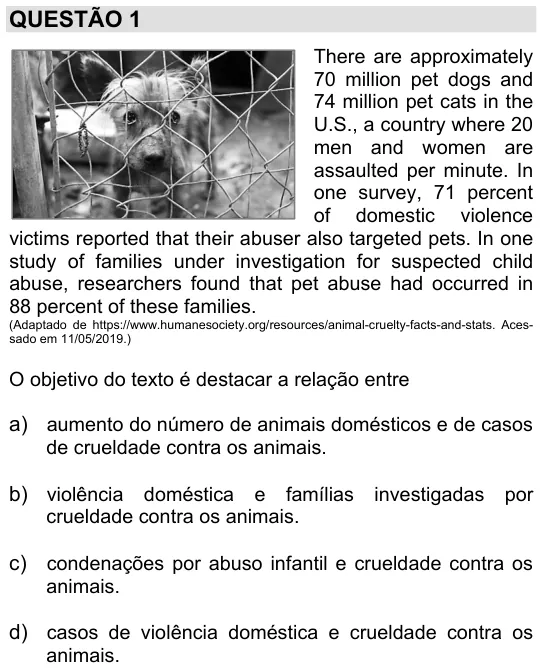 QUESTÃO 1
There are approximately
70 million pet dogs and
74 million pet cats in the
U.S., a country where 20
men and women are
assaulted per minute. In
one survey, 71 percent
of domestic violence
victims reported that their abuser also targeted pets. In one
study of families under investigation for suspected child
abuse, researchers found that pet abuse had occurred in
88 percent of these families.
(Adaptado de https://www.humanesociety.org/resources/animal-cruelty-facts-and-stats. Aces-
sado em 11/05/2019.)
O objetivo do texto é destacar a relação entre
a) aumento do número de animais domésticos e de casos
de crueldade contra os animais.
b) violência doméstica e famílias investigadas por
crueldade contra os animais.
c) condenações por abuso infantil e crueldade contra os
animais.
d) casos de violência doméstica e crueldade contra os
animais.